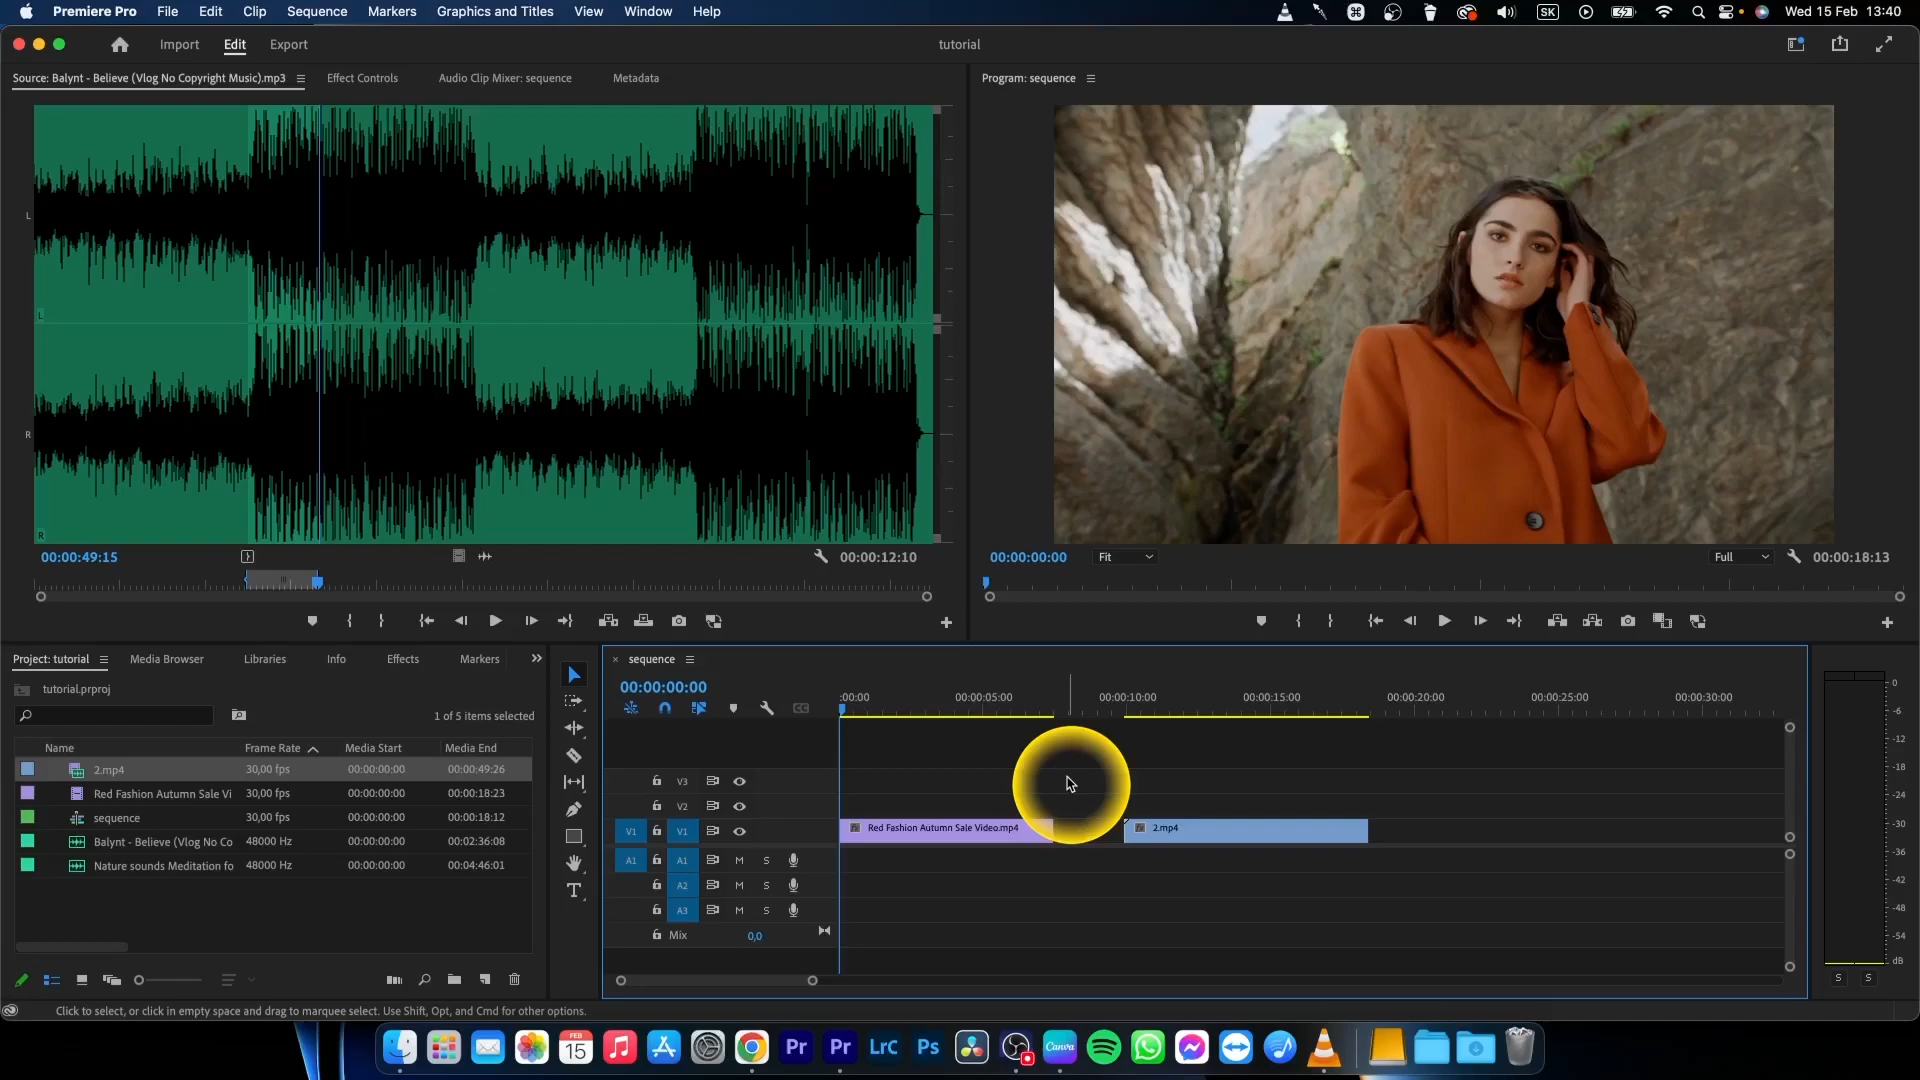 Premiere Pro File Edit Clip Sequence Markers Graphics and Titles View Window Help SK Wed 15 Feb 13:40
Import Edit Export tutorial
Source: Balynt - Believe (Vlog No Copyright Music).mp3 Effect Controls Audio Clip Mixer: sequence Metadata Program: sequence
L
L
R
R
00:00:49:15 00:00:12:10 00:00:00:00 Fit Full 00:00:18:13
Project: tutorial Media Browser Libraries Info Effects Markers
tutorial.prproj
1 of 5 items selected
Name Frame Rate Media Start Media End
2.mp4 30,00 fps 00:00:00:00 00:00:49:26
Red Fashion Autumn Sale Vi 30,00 fps 00:00:00:00 00:00:18:23
sequence 30,00 fps 00:00:00:00 00:00:18:12
Balynt - Believe (Vlog No Co 48000 Hz 00:00:00:00 00:02:36:08
Nature sounds Meditation fo 48000 Hz 00:00:00:00 00:04:46:01
T
sequence
00:00:00:00
:00:00 00:00:05:00 00:00:10:00 00:00:15:00 00:00:20:00 00:00:25:00 00:00:30:00
CC
V3
V2
V1 V1 Red Fashion Autumn Sale Video.mp4 2.mp4
A1 A1 M S
A2 M S
A3 M S
Mix 0,0
0
-6
-12
-18
-24
-30
-36
-42
-48
-54
dB
S S
Click to select, or click in empty space and drag to marquee select. Use Shift, Opt, and Cmd for other options.
FEB
15 Pr Pr LrC Ps Canva